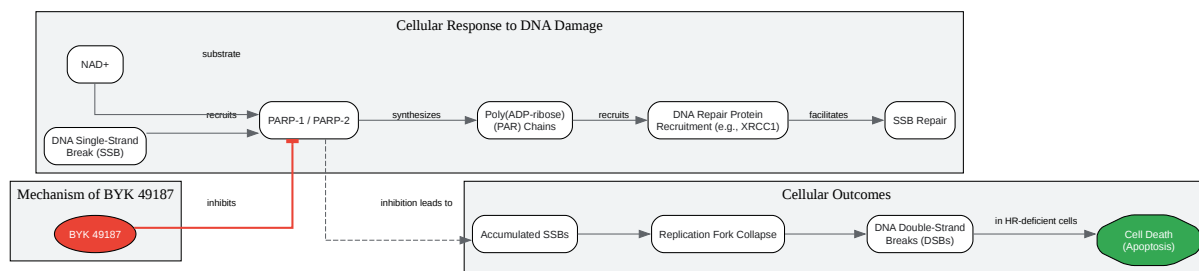 Cellular Response to DNA Damage
substrate
NAD+
recruits
PARP-1 / PARP-2
synthesizes
Poly(ADP-ribose)
(PAR) Chains
recruits
DNA Repair Protein
Recruitment (e.g., XRCC1)
facilitates
SSB Repair
DNA Single-Strand
Break (SSB)
Mechanism of BYK 49187
BYK 49187
inhibits
inhibition leads to
Cellular Outcomes
Accumulated SSBs
Replication Fork Collapse
DNA Double-Strand
Breaks (DSBs)
in HR-deficient cells
Cell Death
(Apoptosis)